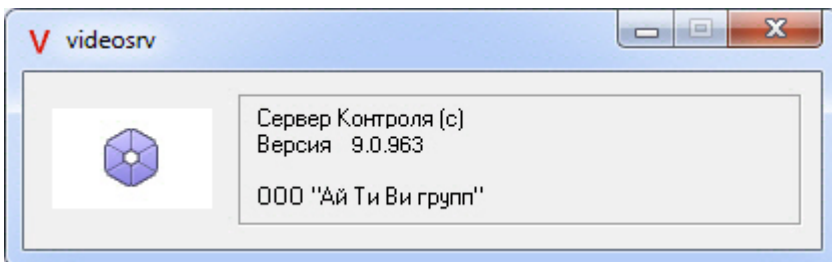 V videosrv
Сервер Контроля (с)
Версия 9.0.963
ООО "Ай Ти Ви групп"